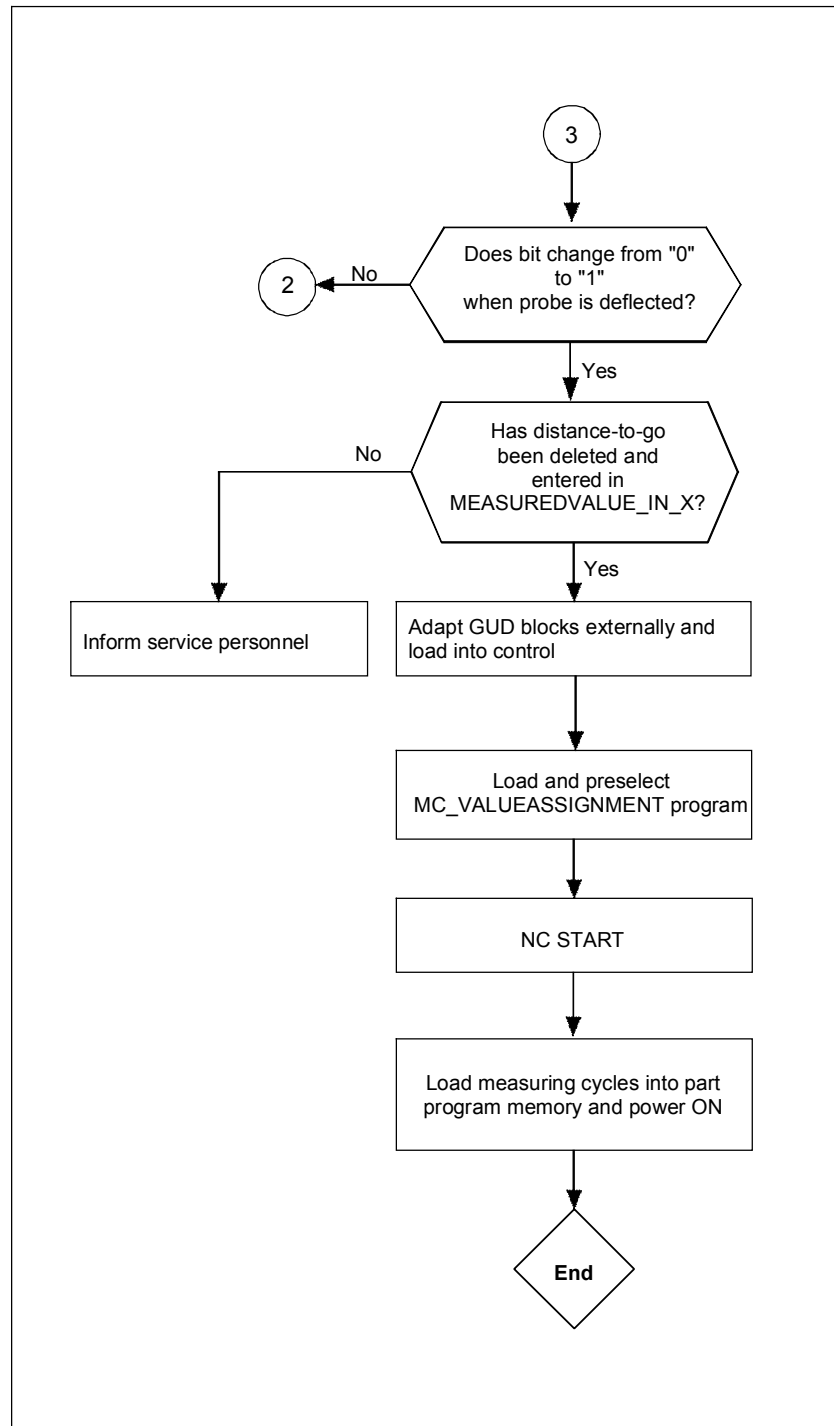 3
Does bit change from "0"
to "1"
when probe is deflected?
No
2
Yes
Has distance-to-go
been deleted and
entered in
MEASUREDVALUE_IN_X?
No
Yes
Inform service personnel
Adapt GUD blocks externally and
load into control
Load and preselect
MC_VALUEASSIGNMENT program
NC START
Load measuring cycles into part
program memory and power ON
End